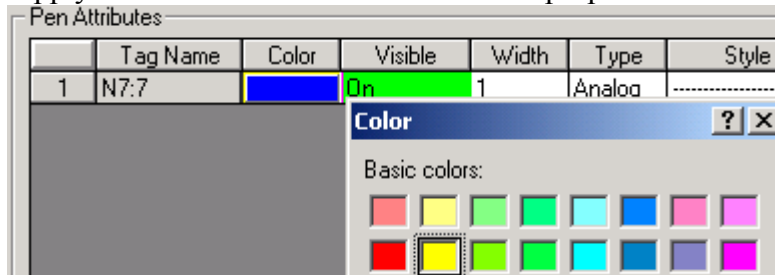 Pen Attributes
Tag Name Color Visible Width Type Style
1 N7:7 On 1 Analog
Color ? ×
Basic colors: